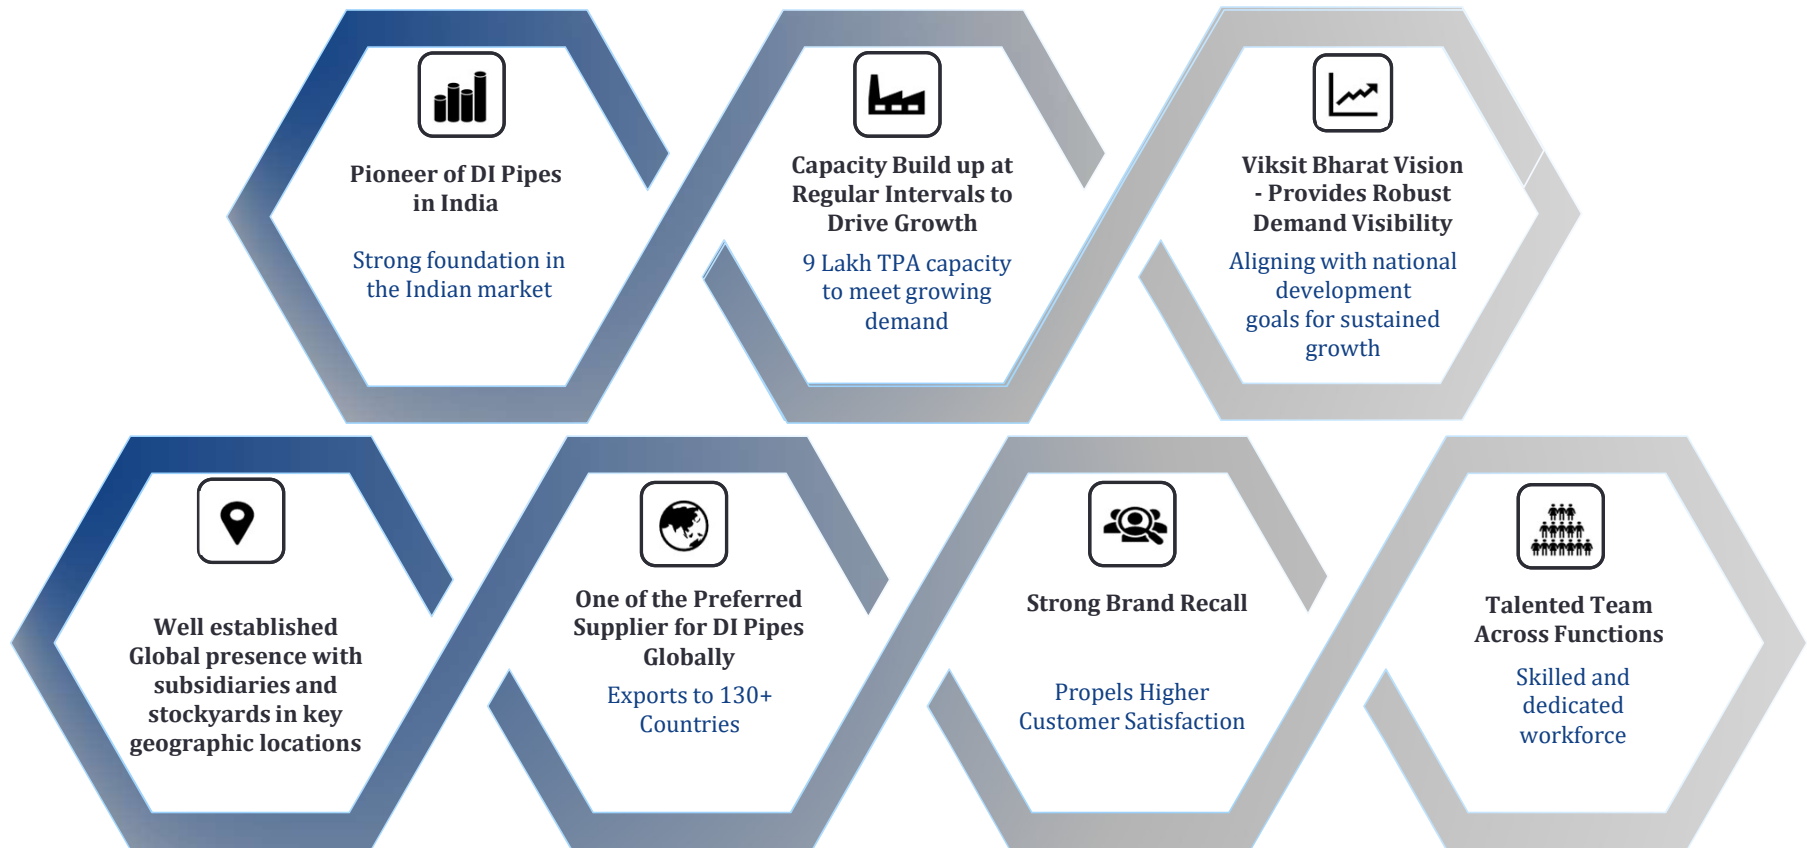 Pioneer of DI Pipes
in India
Strong foundation in
the Indian market
Capacity Build up at
Regular Intervals to
Drive Growth
9 Lakh TPA capacity
to meet growing
demand
Viksit Bharat Vision
- Provides Robust
Demand Visibility
Aligning with national
development
goals for sustained
growth
Well established
Global presence with
subsidiaries and
stockyards in key
geographic locations
One of the Preferred
Supplier for DI Pipes
Globally
Exports to 130+
Countries
Strong Brand Recall
Propels Higher
Customer Satisfaction
Talented Team
Across Functions
Skilled and
dedicated
workforce